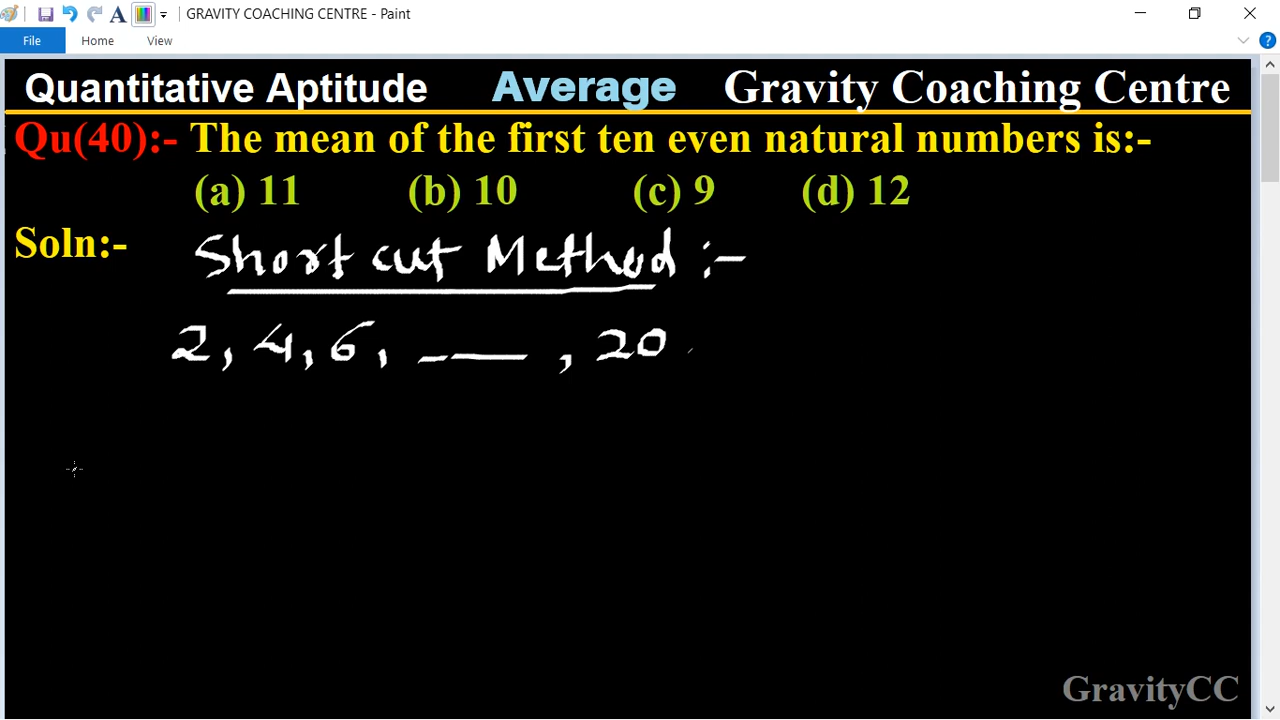 GRAVITY COACHING CENTRE - Paint
File Home View
Quantitative Aptitude Average Gravity Coaching Centre
Qu(40):- The mean of the first ten even natural numbers is:-
(a) 11 (b) 10 (c) 9 (d) 12
Soln:- Short cut Method :-
2, 4, 6, ----- , 20
GravityCC